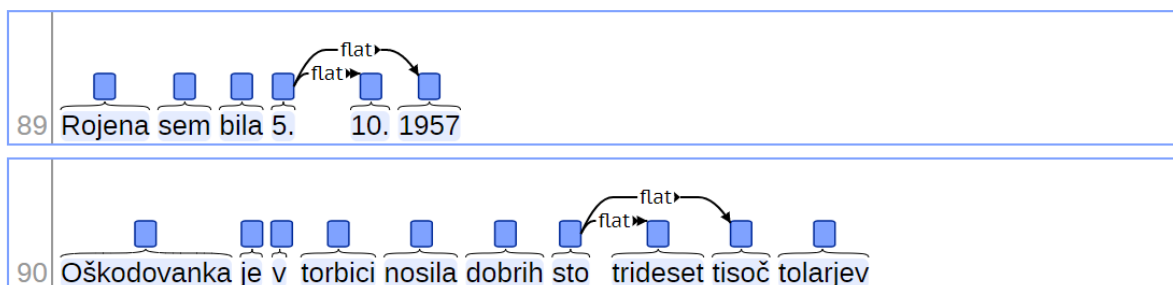 flat
flat
89 Rojena sem bila 5. 10. 1957
flat
flat
90 Oškodovanka je v torbici nosila dobrih sto trideset tisoč tolarjev